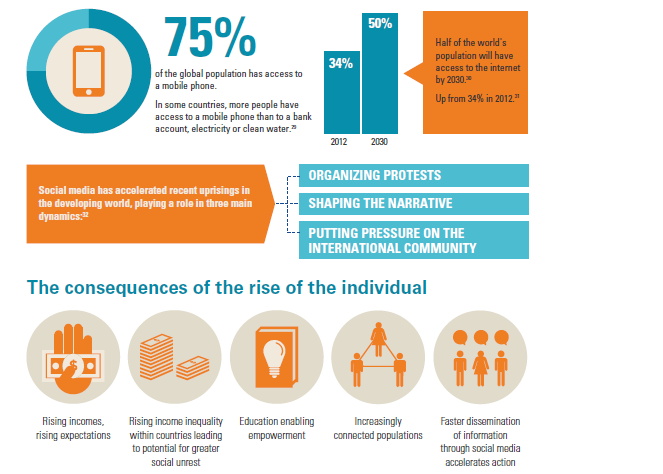 75%
of the global population has access to
a mobile phone.
In some countries, more people have
access to a mobile phone than to a bank
account, electricity or clean water.²⁹
34%
50%
2012
2030
Half of the world's
population will have
access to the internet
by 2030.³⁰
Up from 34% in 2012.³¹
Social media has accelerated recent uprisings in
the developing world, playing a role in three main
dynamics:³²
ORGANIZING PROTESTS
SHAPING THE NARRATIVE
PUTTING PRESSURE ON THE
INTERNATIONAL COMMUNITY
The consequences of the rise of the individual
Rising incomes,
rising expectations
Rising income inequality
within countries leading
to potential for greater
social unrest
Education enabling
empowerment
Increasingly
connected populations
Faster dissemination
of information
through social media
accelerates action